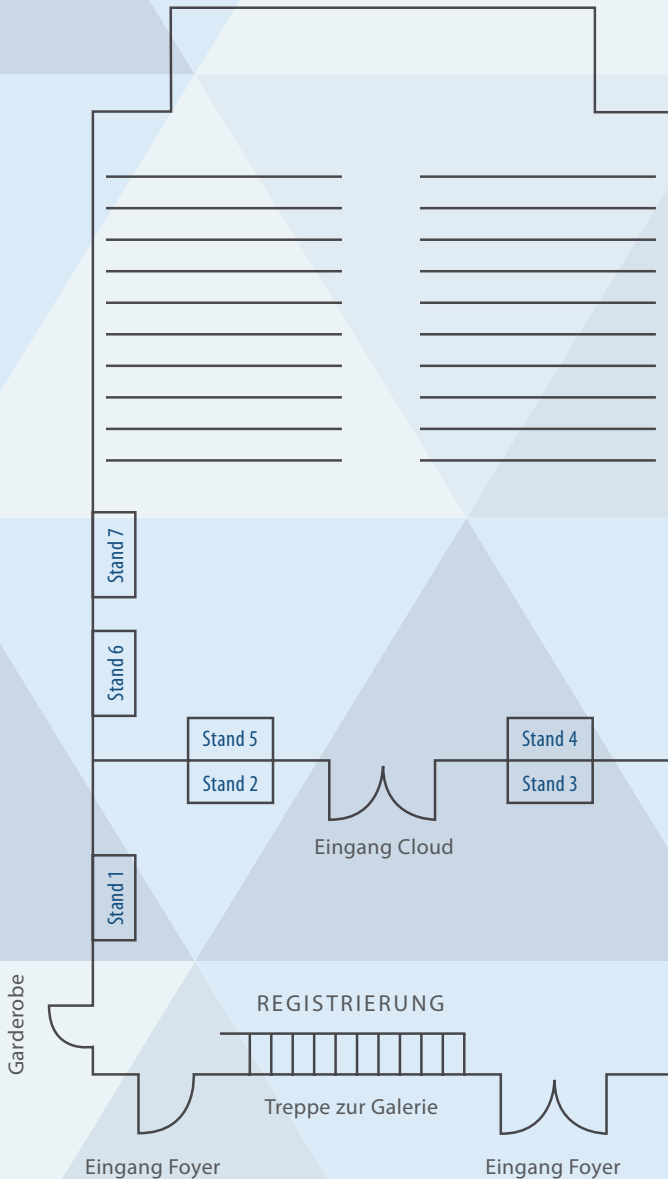 Stand 7
Stand 6
Stand 5
Stand 4
Stand 2
Stand 3
Eingang Cloud
Stand 1
Garderobe
REGISTRIERUNG
Treppe zur Galerie
Eingang Foyer
Eingang Foyer